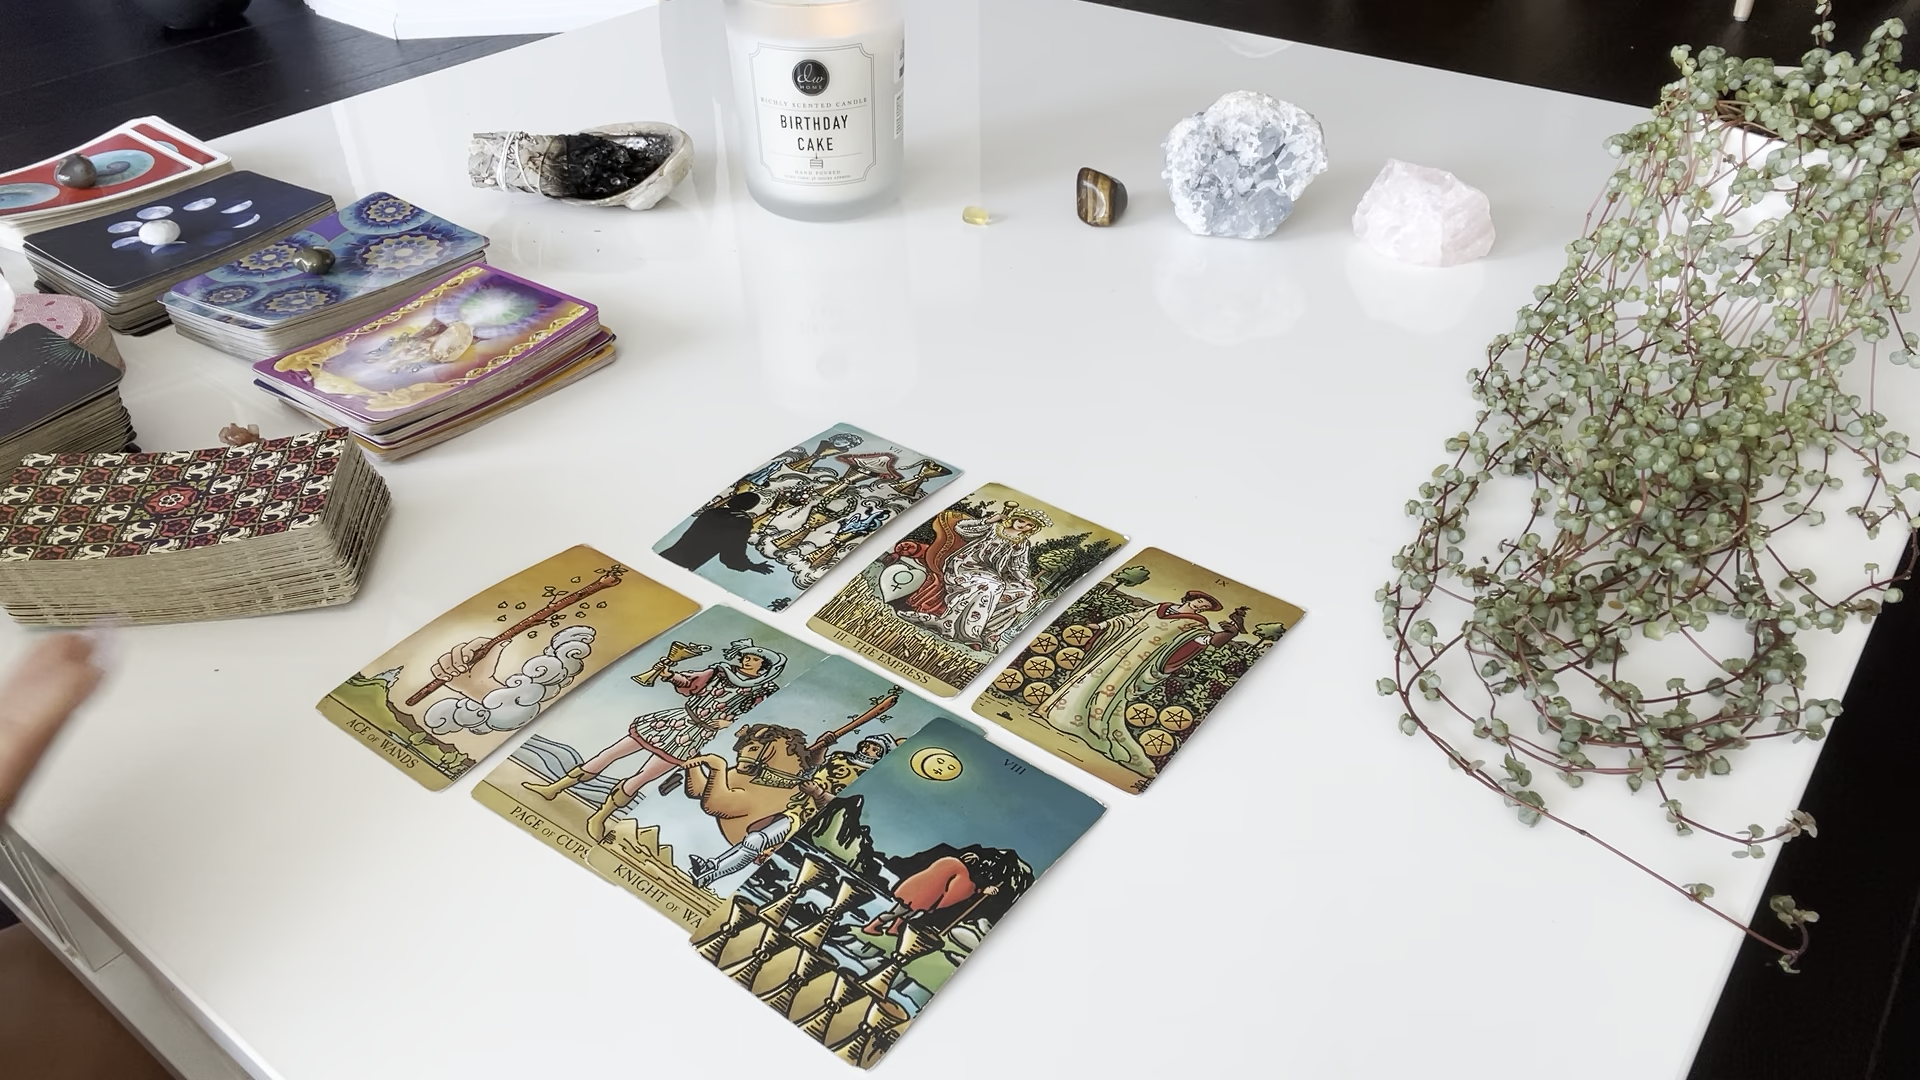 dw
HOME
RICHLY SCENTED CANDLE
BIRTHDAY
CAKE
HAND POURED
III
THE EMPRESS
IX
ACE OF WANDS
PAGE OF CUPS
KNIGHT OF WA
VIII